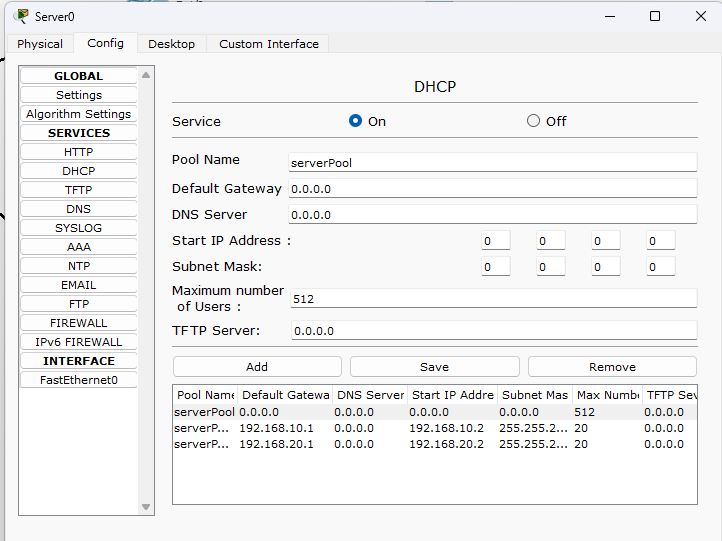 Server0
Physical Config Desktop Custom Interface
GLOBAL
Settings
Algorithm Settings
SERVICES
HTTP
DHCP
TFTP
DNS
SYSLOG
AAA
NTP
EMAIL
FTP
FIREWALL
IPv6 FIREWALL
INTERFACE
FastEthernet0
DHCP
Service On Off
Pool Name serverPool
Default Gateway 0.0.0.0
DNS Server 0.0.0.0
Start IP Address : 0 0 0 0
Subnet Mask: 0 0 0 0
Maximum number
of Users : 512
TFTP Server: 0.0.0.0
Add Save Remove
Pool Name Default Gatewa DNS Server Start IP Addre Subnet Mas Max Numbe TFTP Ser
serverPool 0.0.0.0 0.0.0.0 0.0.0.0 0.0.0.0 512 0.0.0.0
serverP... 192.168.10.1 0.0.0.0 192.168.10.2 255.255.2... 20 0.0.0.0
serverP... 192.168.20.1 0.0.0.0 192.168.20.2 255.255.2... 20 0.0.0.0